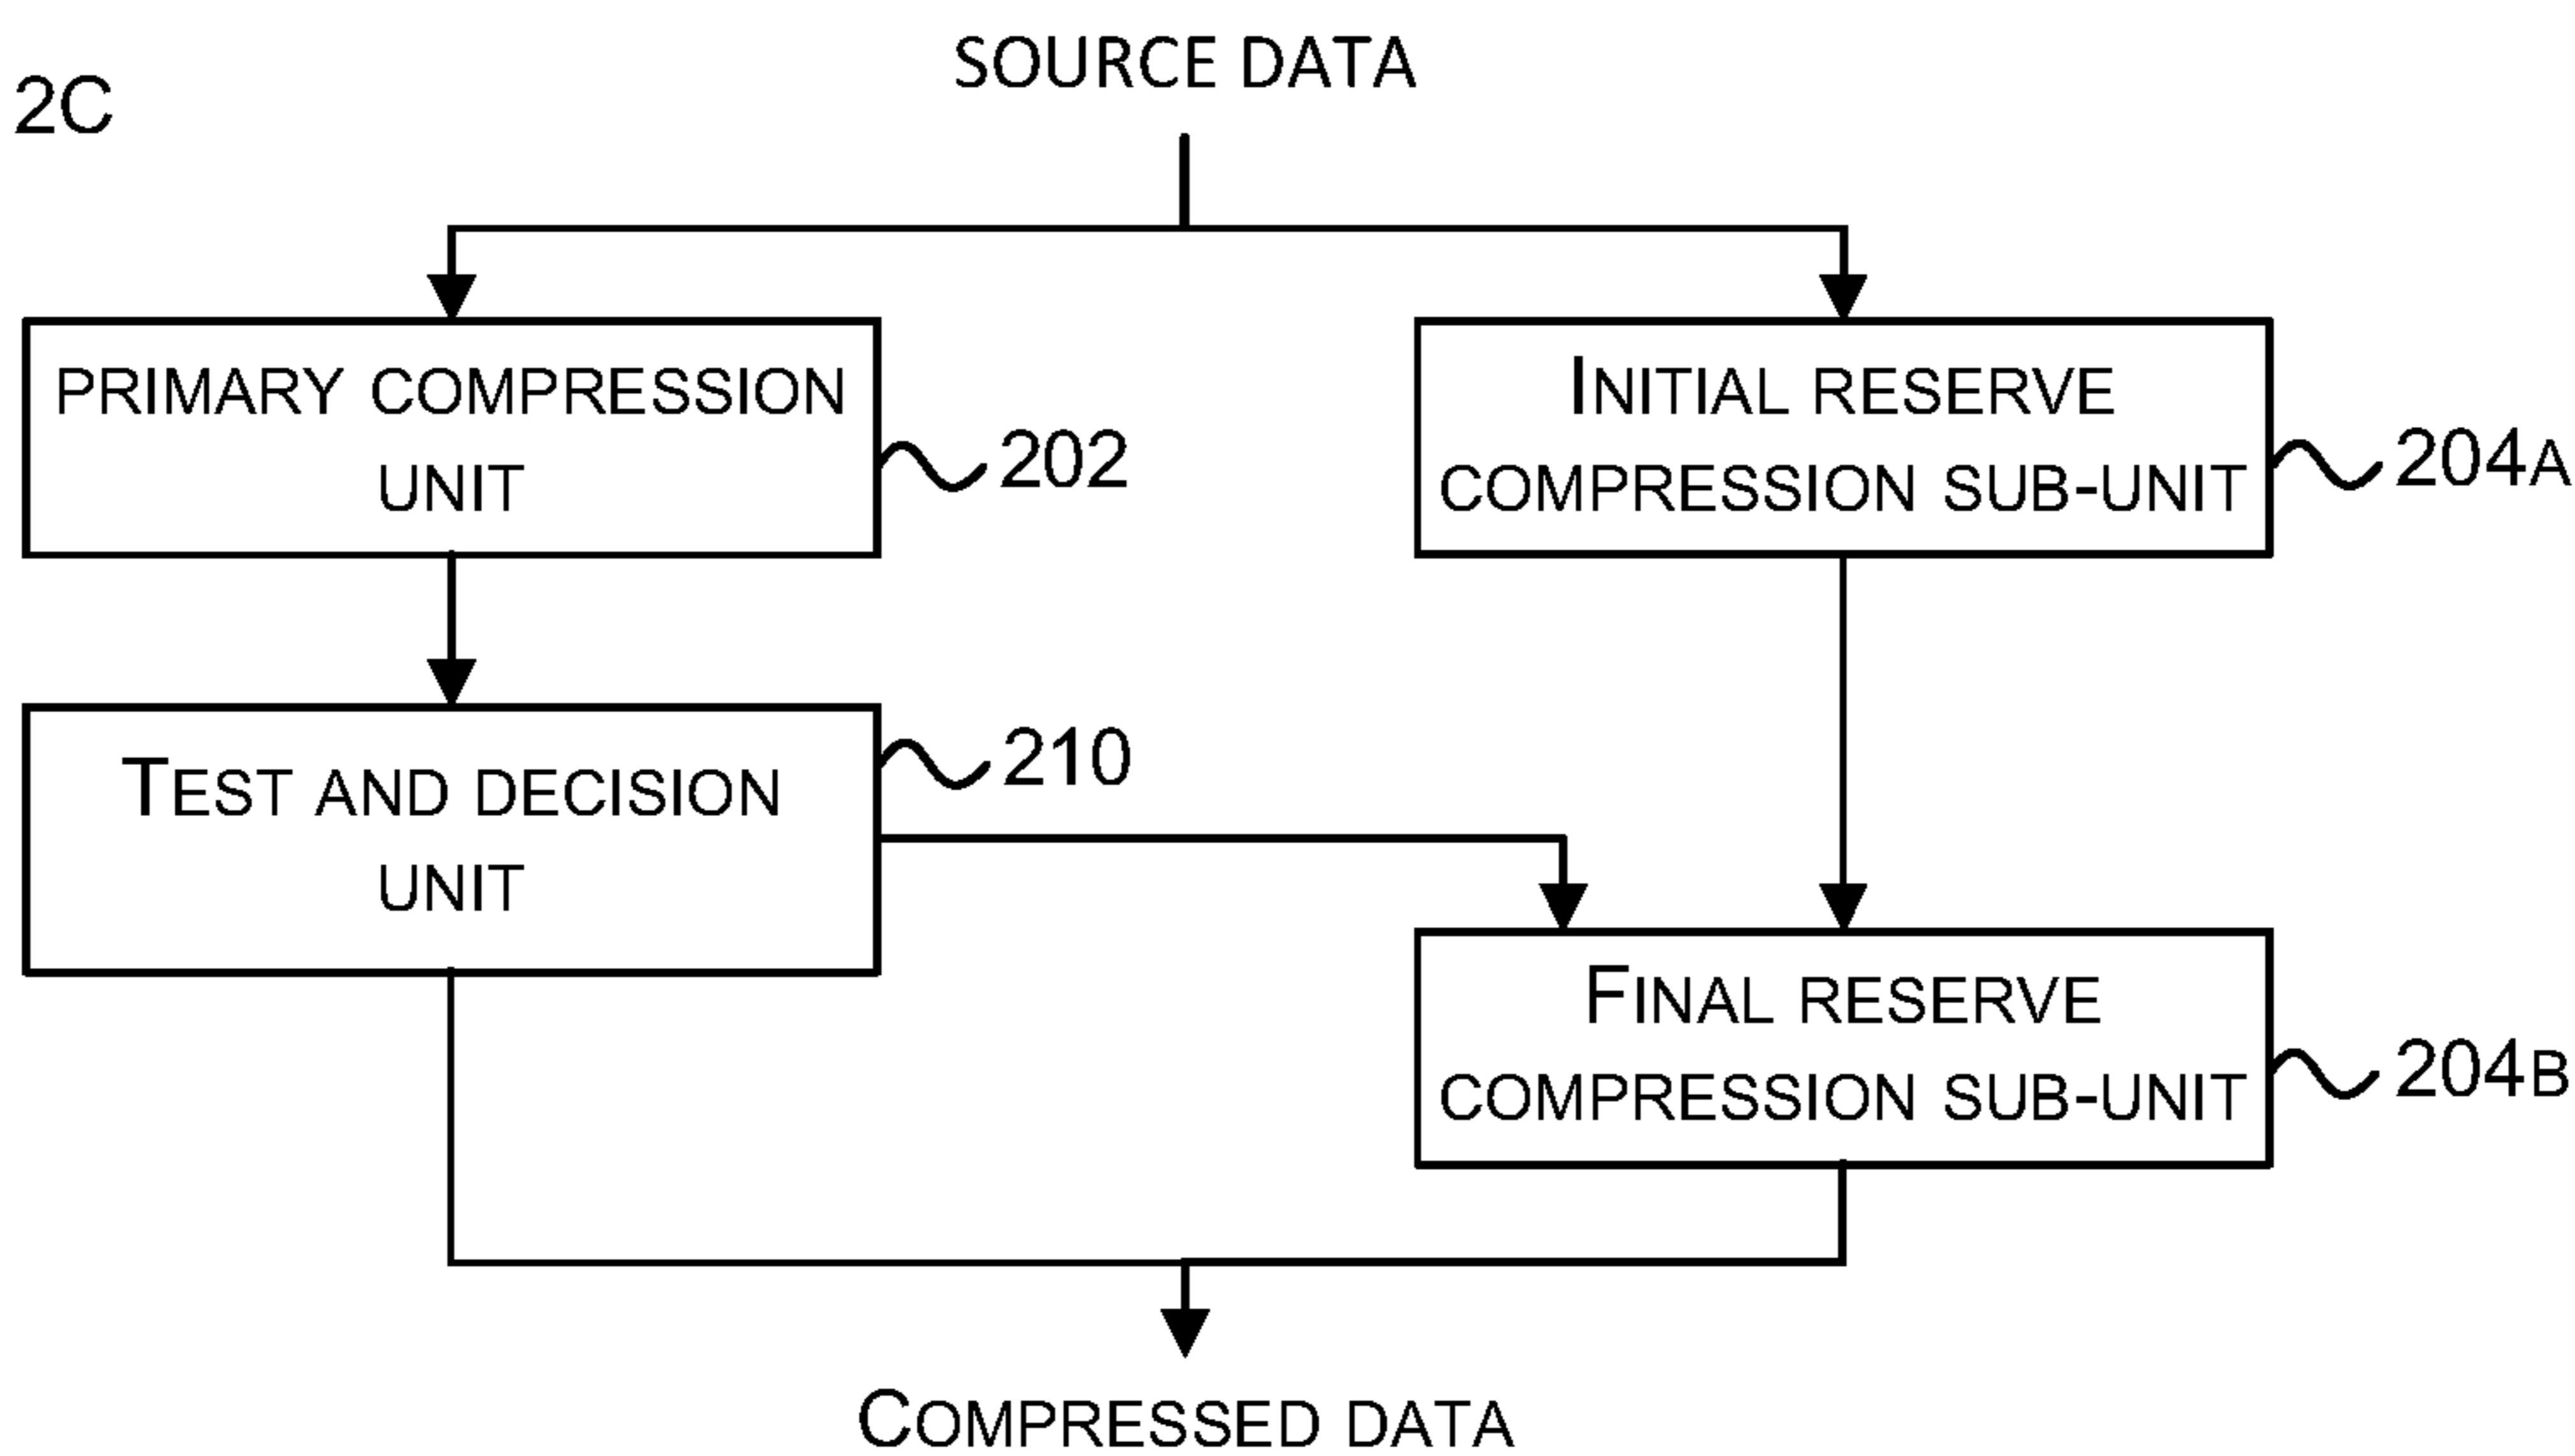 2C
SOURCE DATA
PRIMARY COMPRESSION
UNIT
202
INITIAL RESERVE
COMPRESSION SUB-UNIT
204A
TEST AND DECISION
UNIT
210
FINAL RESERVE
COMPRESSION SUB-UNIT
204B
COMPRESSED DATA